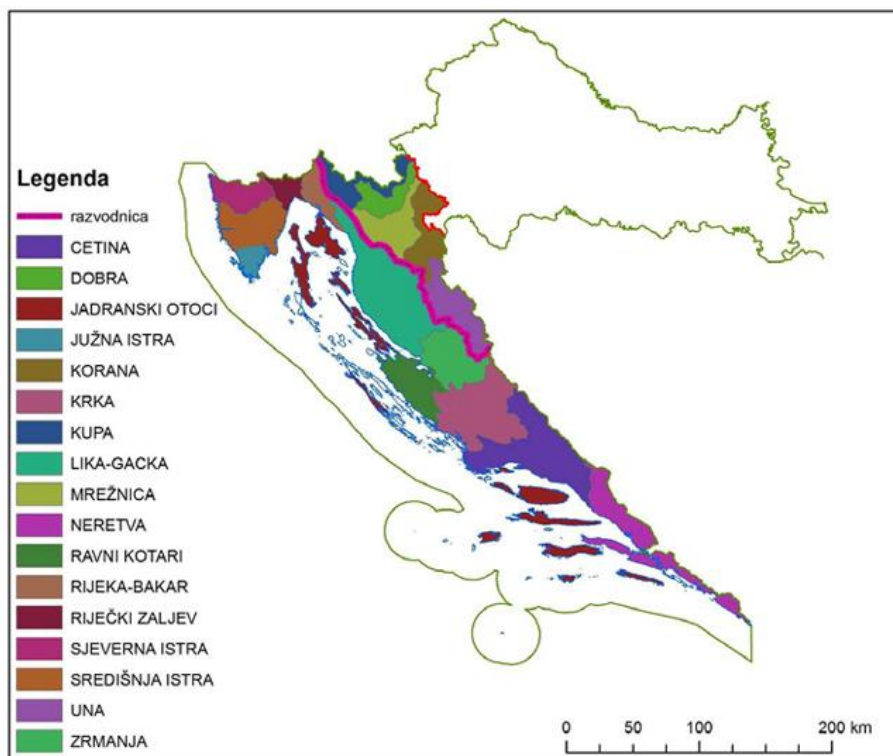 Legenda
razvodnica
CETINA
DOBRA
JADRANSKI OTOCI
JUŽNA ISTRA
KORANA
KRKA
KUPA
LIKA-GACKA
MREŽNICA
NERETVA
RAVNI KOTARI
RIJEKA-BAKAR
RIJEČKI ZALJEV
SJEVERNA ISTRA
SREDIŠNJA ISTRA
UNA
ZRMANJA
0 50 100 200 km